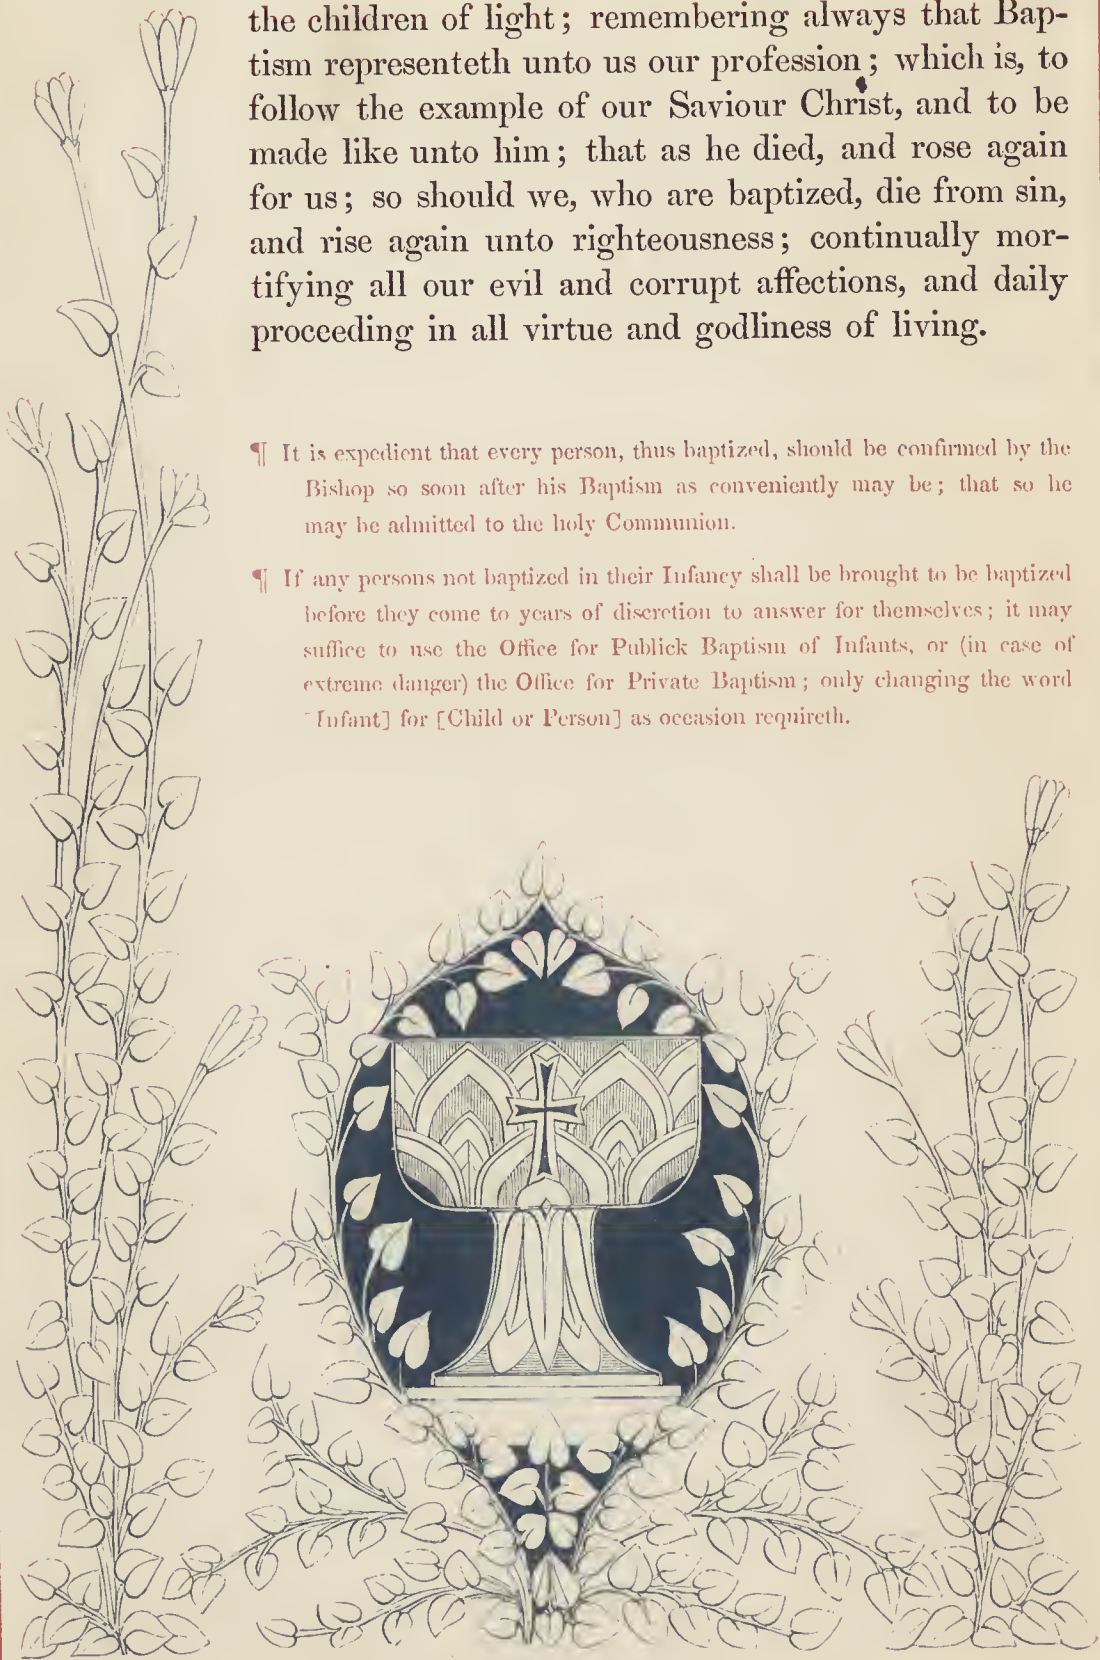 the children of light; remembering always that Bap-
tism representeth unto us our profession; which is, to
follow the example of our Saviour Christ, and to be
made like unto him; that as he died, and rose again
for us; so should we, who are baptized, die from sin,
and rise again unto righteousness; continually mor-
tifying all our evil and corrupt affections, and daily
proceeding in all virtue and godliness of living.
¶ It is expedient that every person, thus baptized, should be confirmed by the
Bishop so soon after his Baptism as conveniently may be; that so he
may be admitted to the holy Communion.
¶ If any persons not baptized in their Infancy shall be brought to be baptized
before they come to years of discretion to answer for themselves; it may
suffice to use the Office for Publick Baptism of Infants, or (in case of
extreme danger) the Office for Private Baptism; only changing the word
[Infant] for [Child or Person] as occasion requireth.